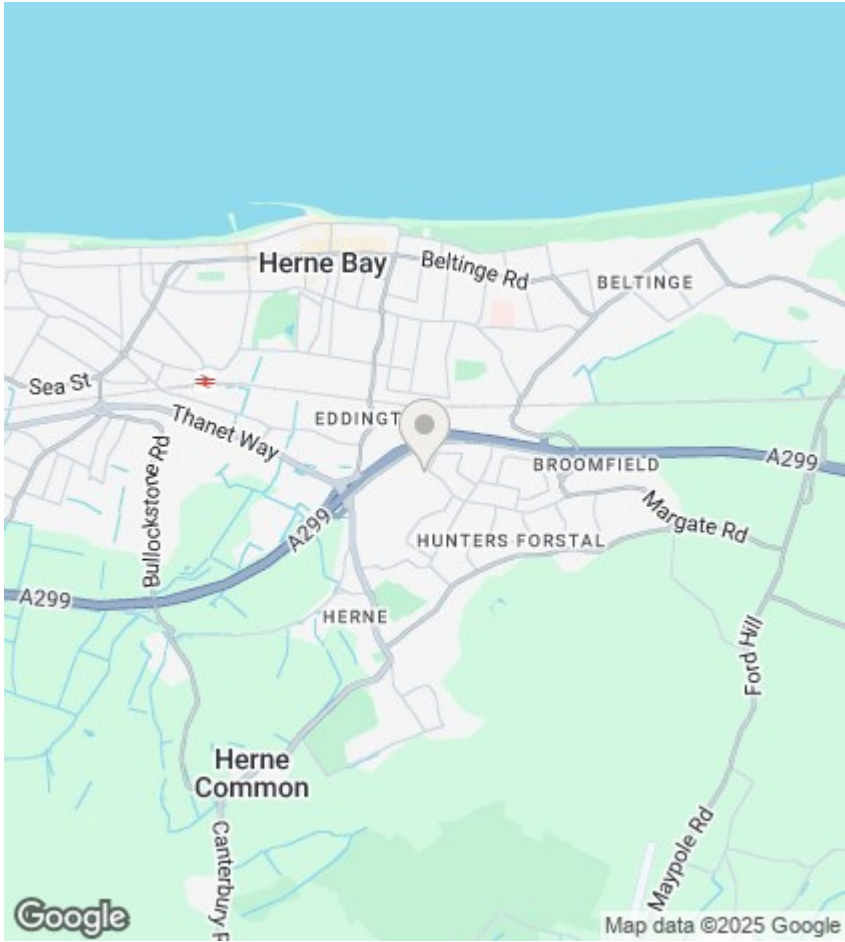 Herne Bay
Beltinge Rd
BELTINGE
Sea St
Thanet Way
EDDINGT
Bullockstone Rd
A299
BROOMFIELD
A299
Margate Rd
HUNTERS FORSTAL
A299
HERNE
Ford Hill
Herne
Common
Canterbury
Maypole Rd
Google
Map data ©2025 Google